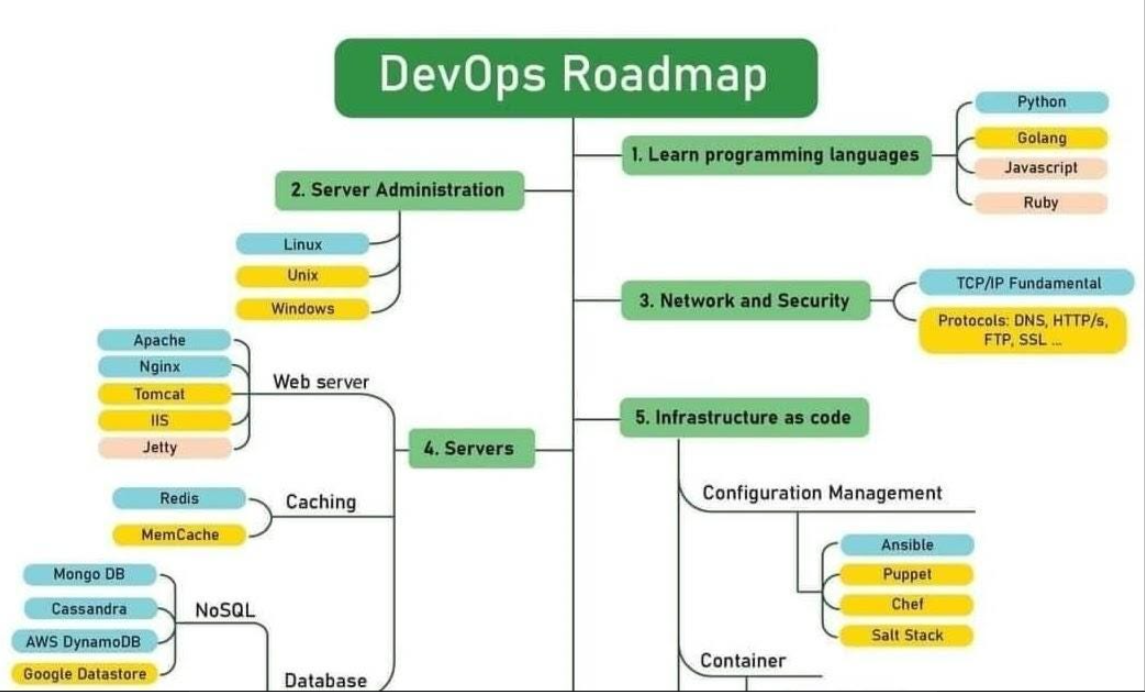 DevOps Roadmap
1. Learn programming languages
Python
Golang
Javascript
Ruby
2. Server Administration
Linux
Unix
Windows
3. Network and Security
TCP/IP Fundamental
Protocols: DNS, HTTP/s,
FTP, SSL ...
4. Servers
Web server
Apache
Nginx
Tomcat
IIS
Jetty
Caching
Redis
MemCache
Database
NoSQL
Mongo DB
Cassandra
AWS DynamoDB
Google Datastore
5. Infrastructure as code
Configuration Management
Ansible
Puppet
Chef
Salt Stack
Container